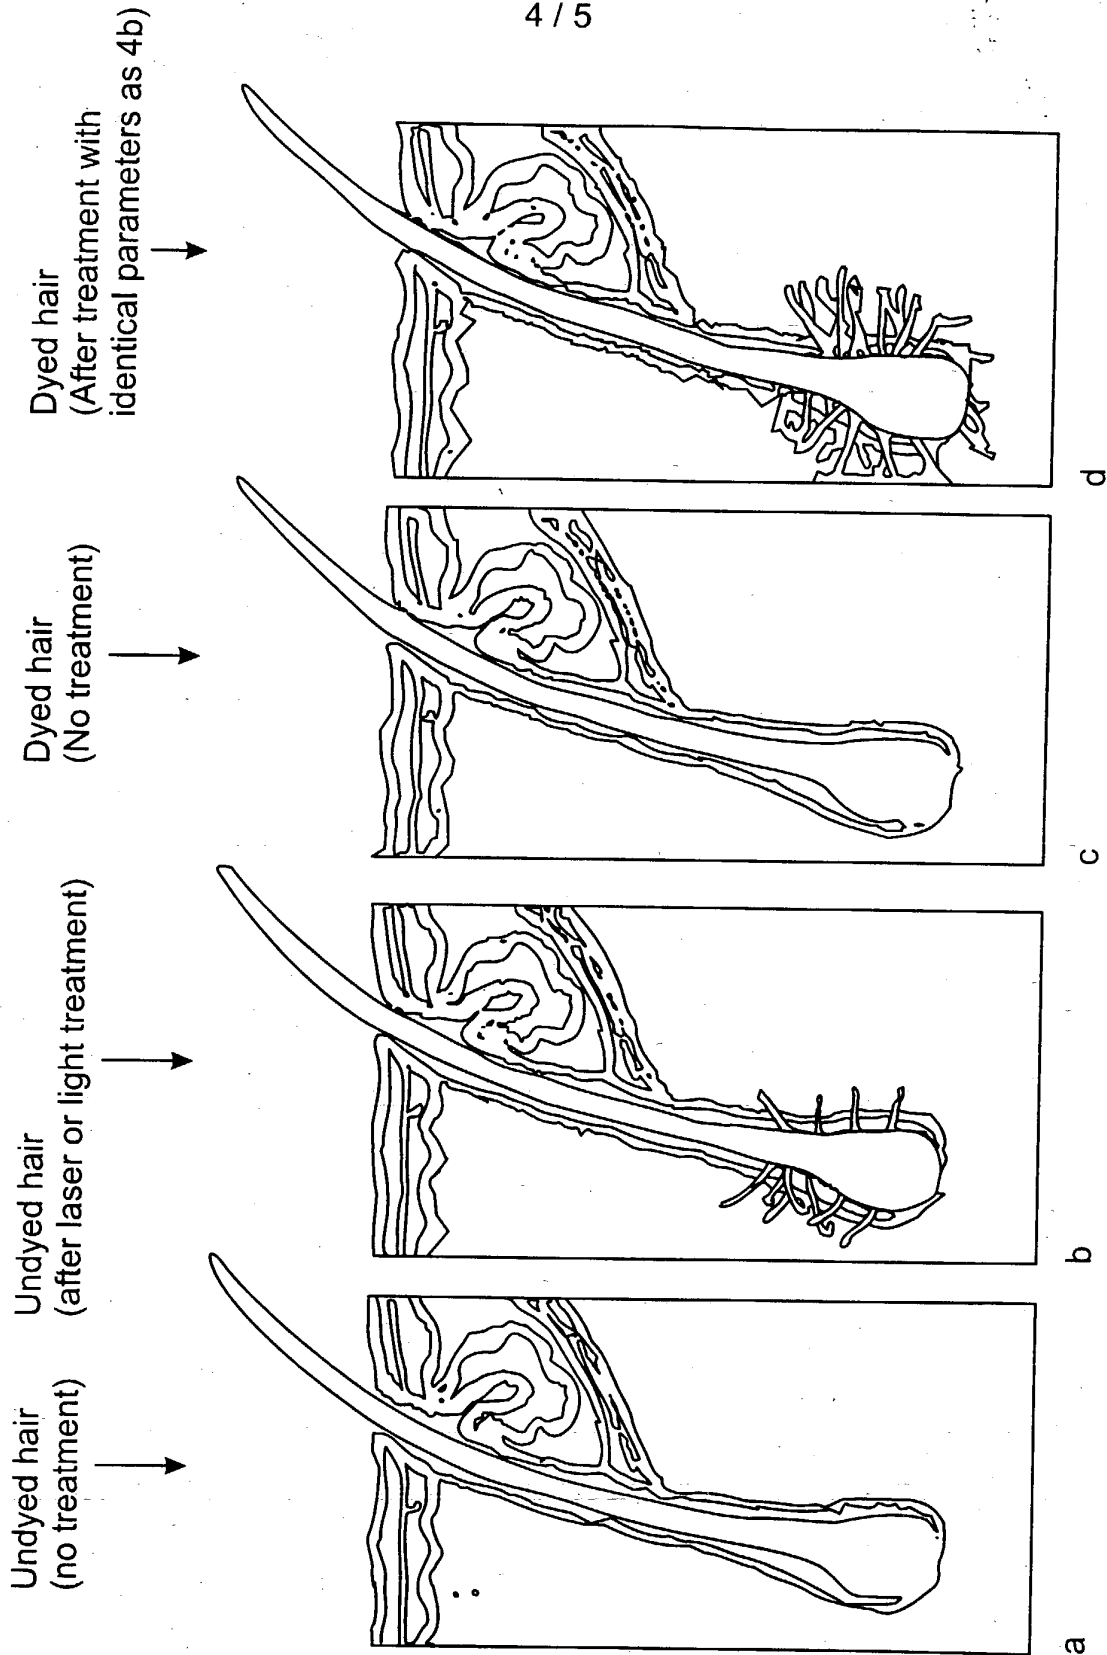 4 / 5
Undyed hair
(no treatment)
Undyed hair
(after laser or light treatment)
Dyed hair
(No treatment)
Dyed hair
(After treatment with
identical parameters as 4b)
a
b
c
d